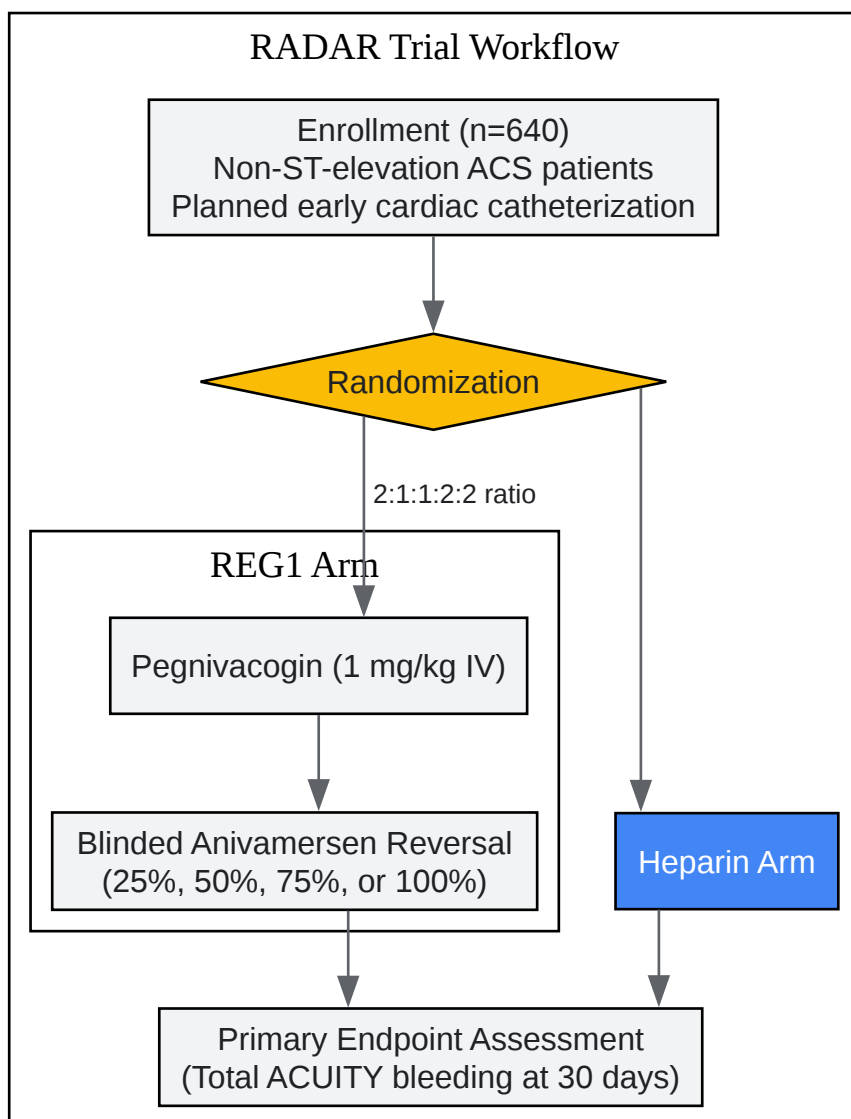 RADAR Trial Workflow
Enrollment (n=640)
Non-ST-elevation ACS patients
Planned early cardiac catheterization
Randomization
2:1:1:2:2 ratio
REG1 Arm
Pegnivacogin (1 mg/kg IV)
Blinded Anivamersen Reversal
(25%, 50%, 75%, or 100%)
Heparin Arm
Primary Endpoint Assessment
(Total ACUITY bleeding at 30 days)